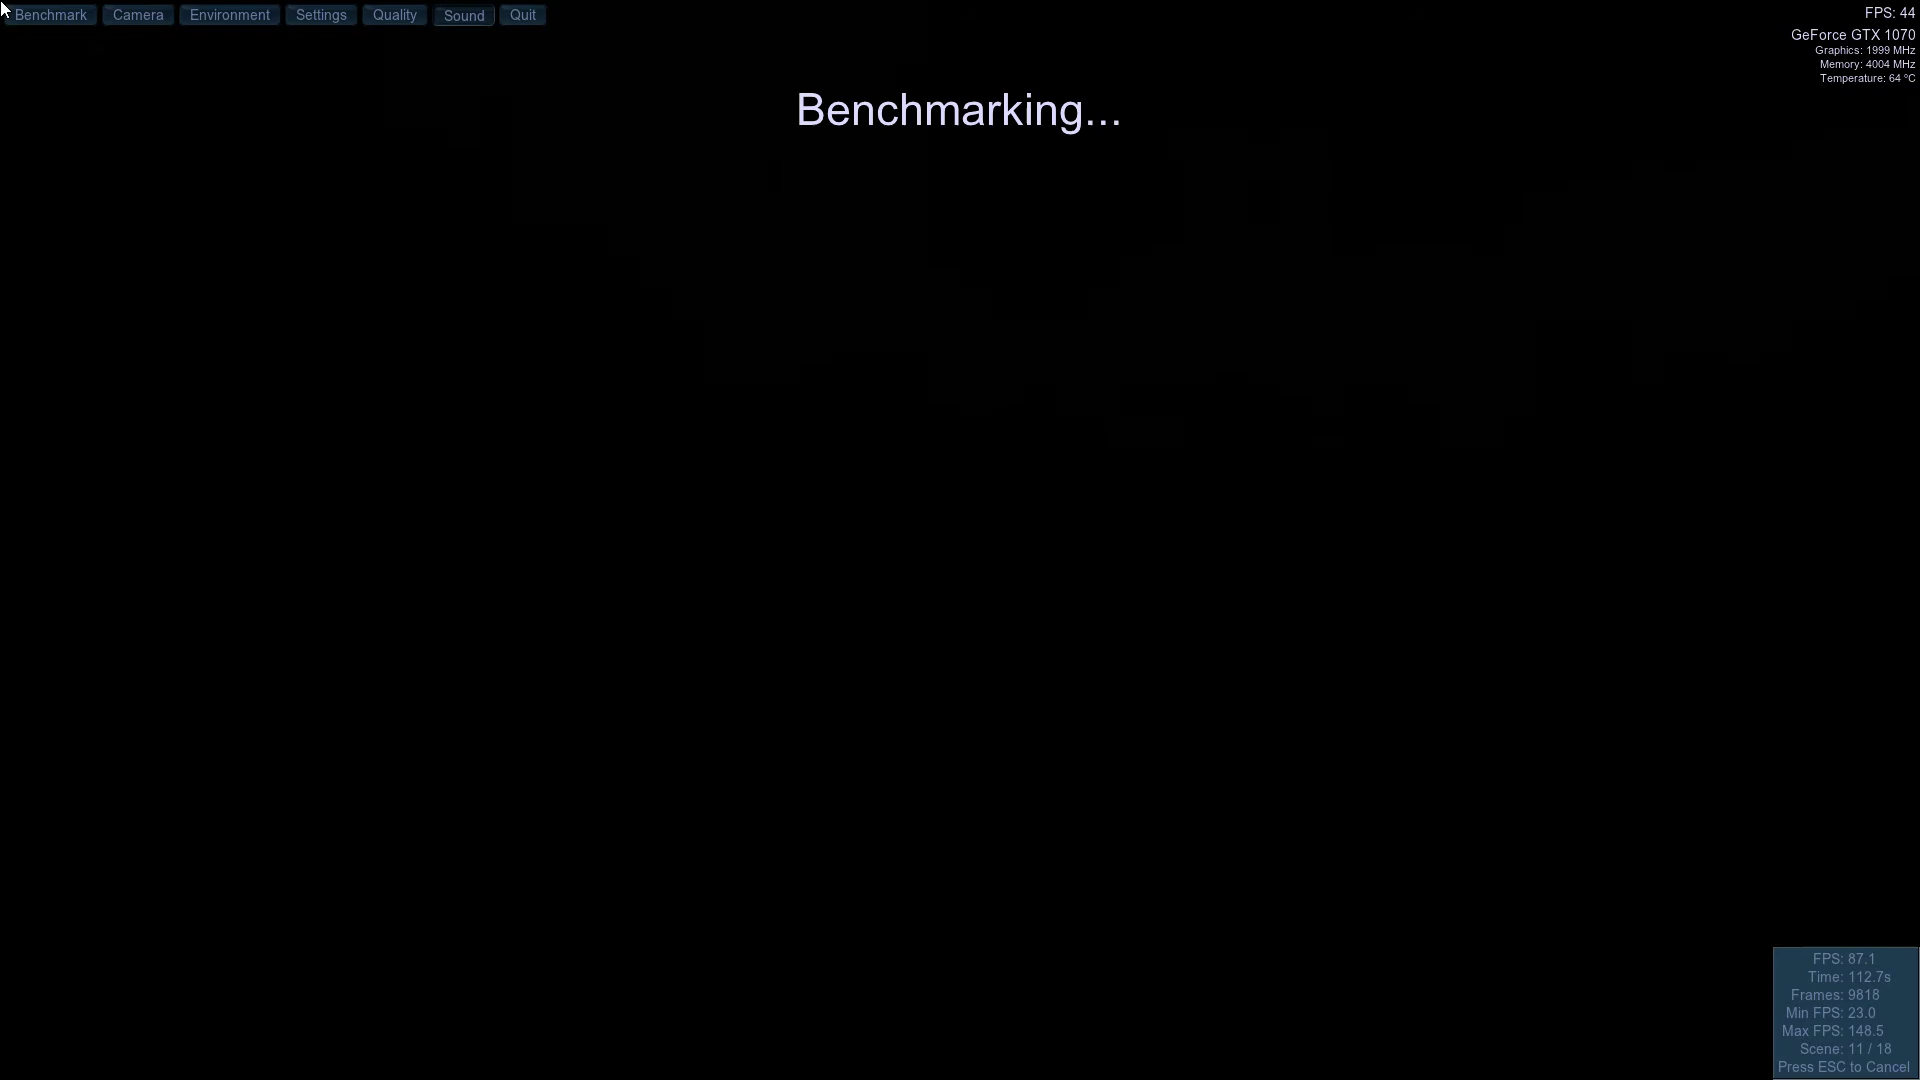 Benchmark Camera Environment Settings Quality Sound Quit
FPS: 44
GeForce GTX 1070
Graphics: 1999 MHz
Memory: 4004 MHz
Temperature: 64 °C
Benchmarking...
FPS: 87.1
Time: 112.7s
Frames: 9818
Min FPS: 23.0
Max FPS: 148.5
Scene: 11 / 18
Press ESC to Cancel